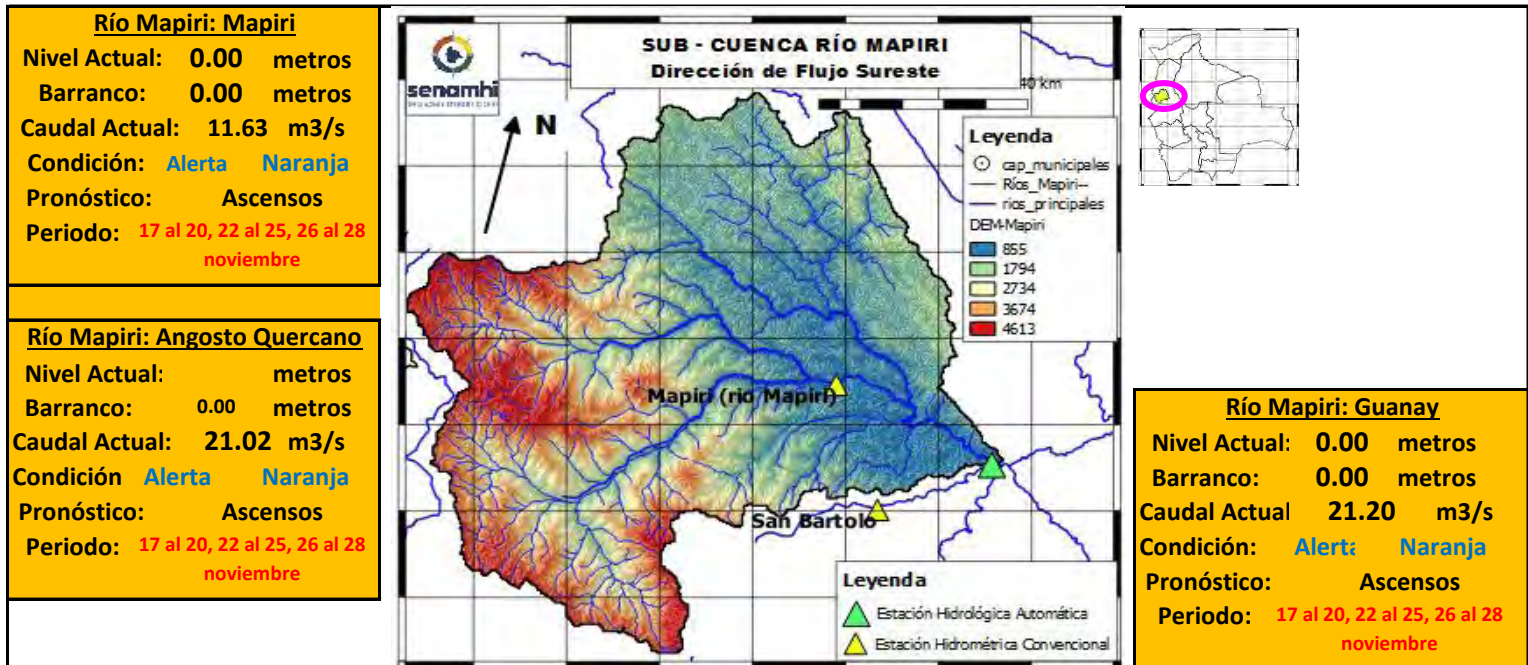 Río Mapiri: Mapiri
Nivel Actual: 0.00 metros
Barranco: 0.00 metros
Caudal Actual: 11.63 m3/s
Condición: Alerta Naranja
Pronóstico: Ascensos
Periodo: 17 al 20, 22 al 25, 26 al 28
noviembre
Río Mapiri: Angosto Quercano
Nivel Actual: metros
Barranco: 0.00 metros
Caudal Actual: 21.02 m3/s
Condición Alerta Naranja
Pronóstico: Ascensos
Periodo: 17 al 20, 22 al 25, 26 al 28
noviembre
senamhi
SUB - CUENCA RÍO MAPIRI
Dirección de Flujo Sureste
40 km
N
Leyenda
cap_municipales
Ríos_Mapiri--
rios_principales
DEM-Mapiri
855
1794
2734
3674
4613
Mapiri (rio Mapiri)
San Bartolo
Leyenda
Estación Hidrológica Automática
Estación Hidrométrica Convencional
Río Mapiri: Guanay
Nivel Actual: 0.00 metros
Barranco: 0.00 metros
Caudal Actual 21.20 m3/s
Condición: Alerta Naranja
Pronóstico: Ascensos
Periodo: 17 al 20, 22 al 25, 26 al 28
noviembre